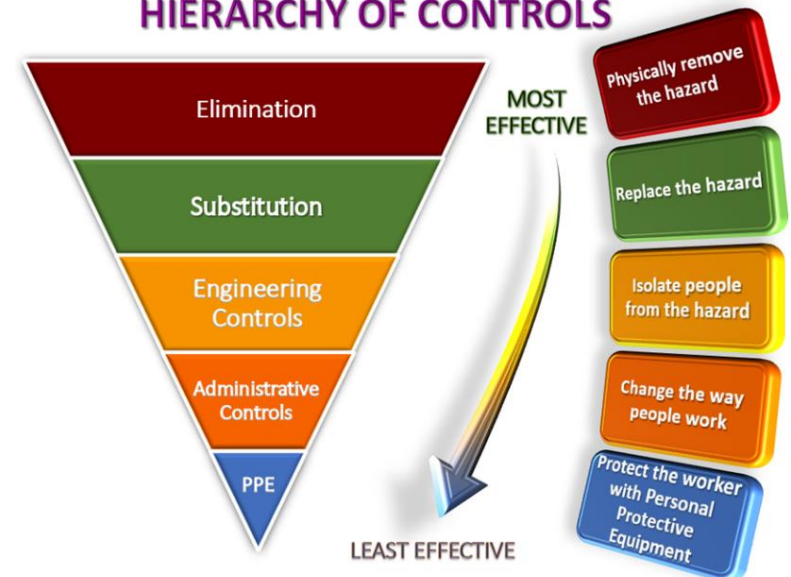 HIERARCHY OF CONTROLS
Elimination
Substitution
Engineering
Controls
Administrative
Controls
PPE
MOST
EFFECTIVE
LEAST EFFECTIVE
Physically remove
the hazard
Replace the hazard
Isolate people
from the hazard
Change the way
people work
Protect the worker
with Personal
Protective
Equipment